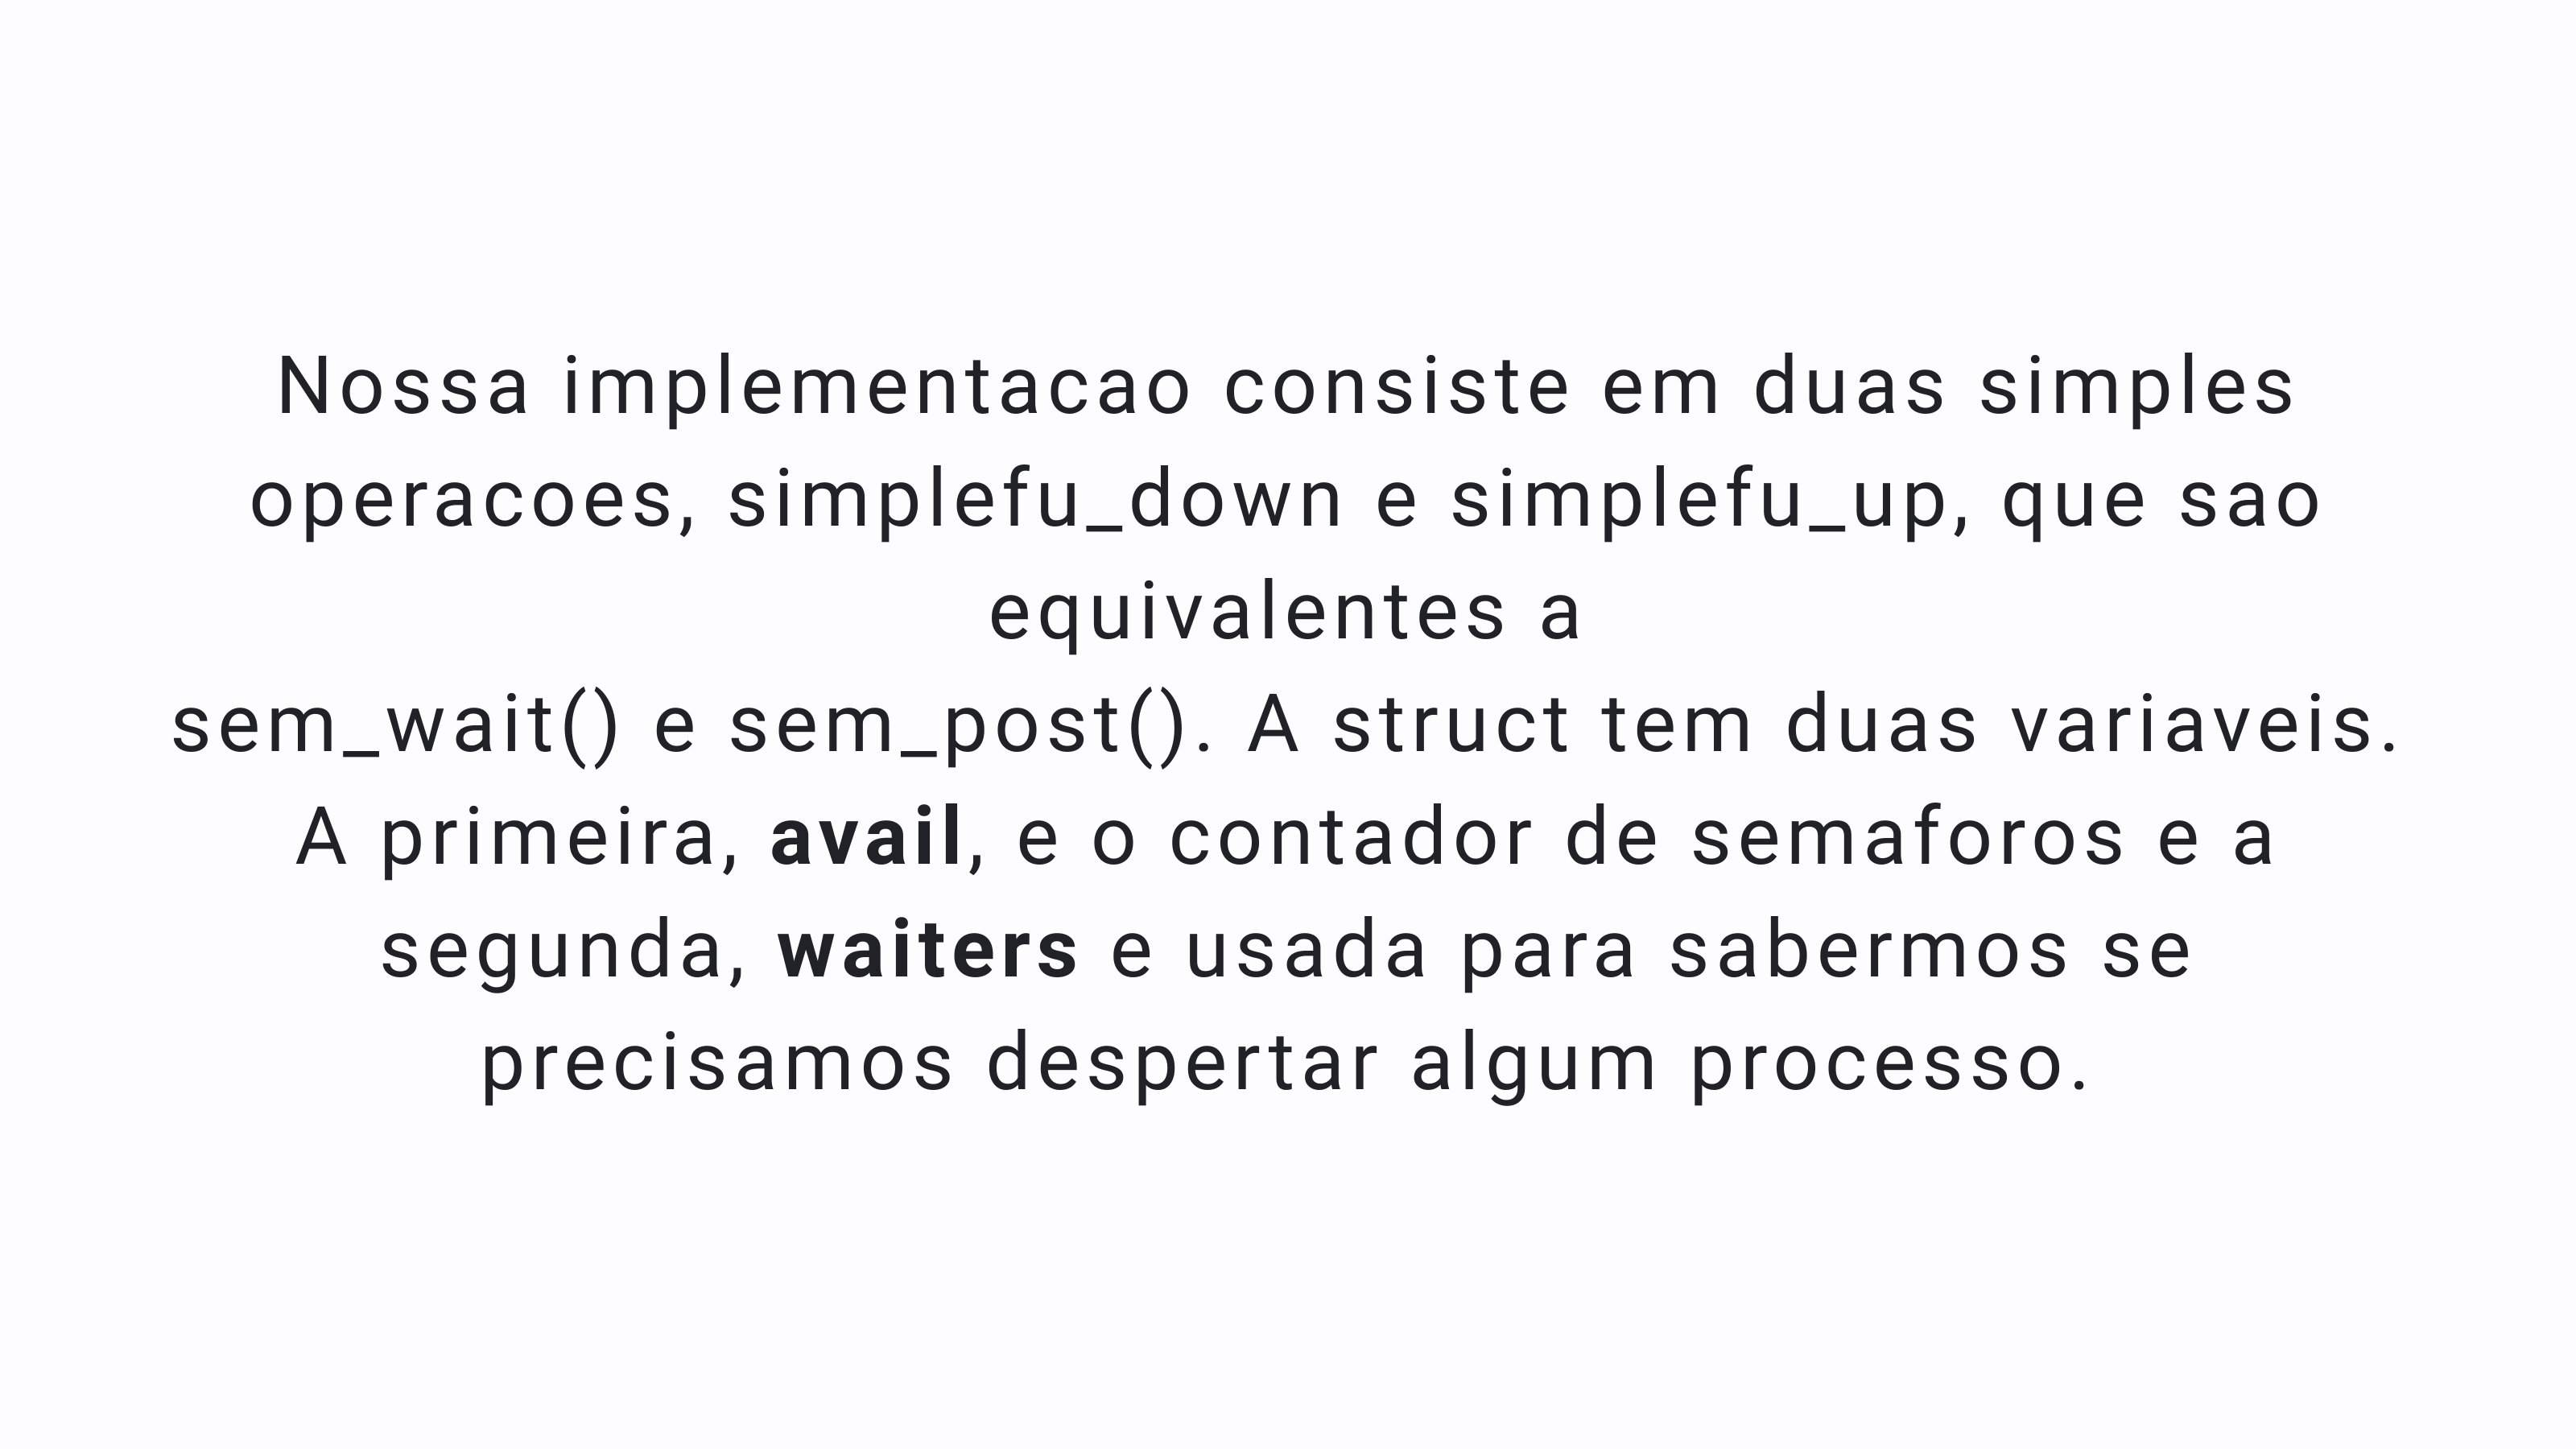 Nossa implementacao consiste em duas simples
operacoes, simplefu_down e simplefu_up, que sao
equivalentes a
sem_wait() e sem_post(). A struct tem duas variaveis.
A primeira, avail, e o contador de semaforos e a
segunda, waiters e usada para sabermos se
precisamos despertar algum processo.